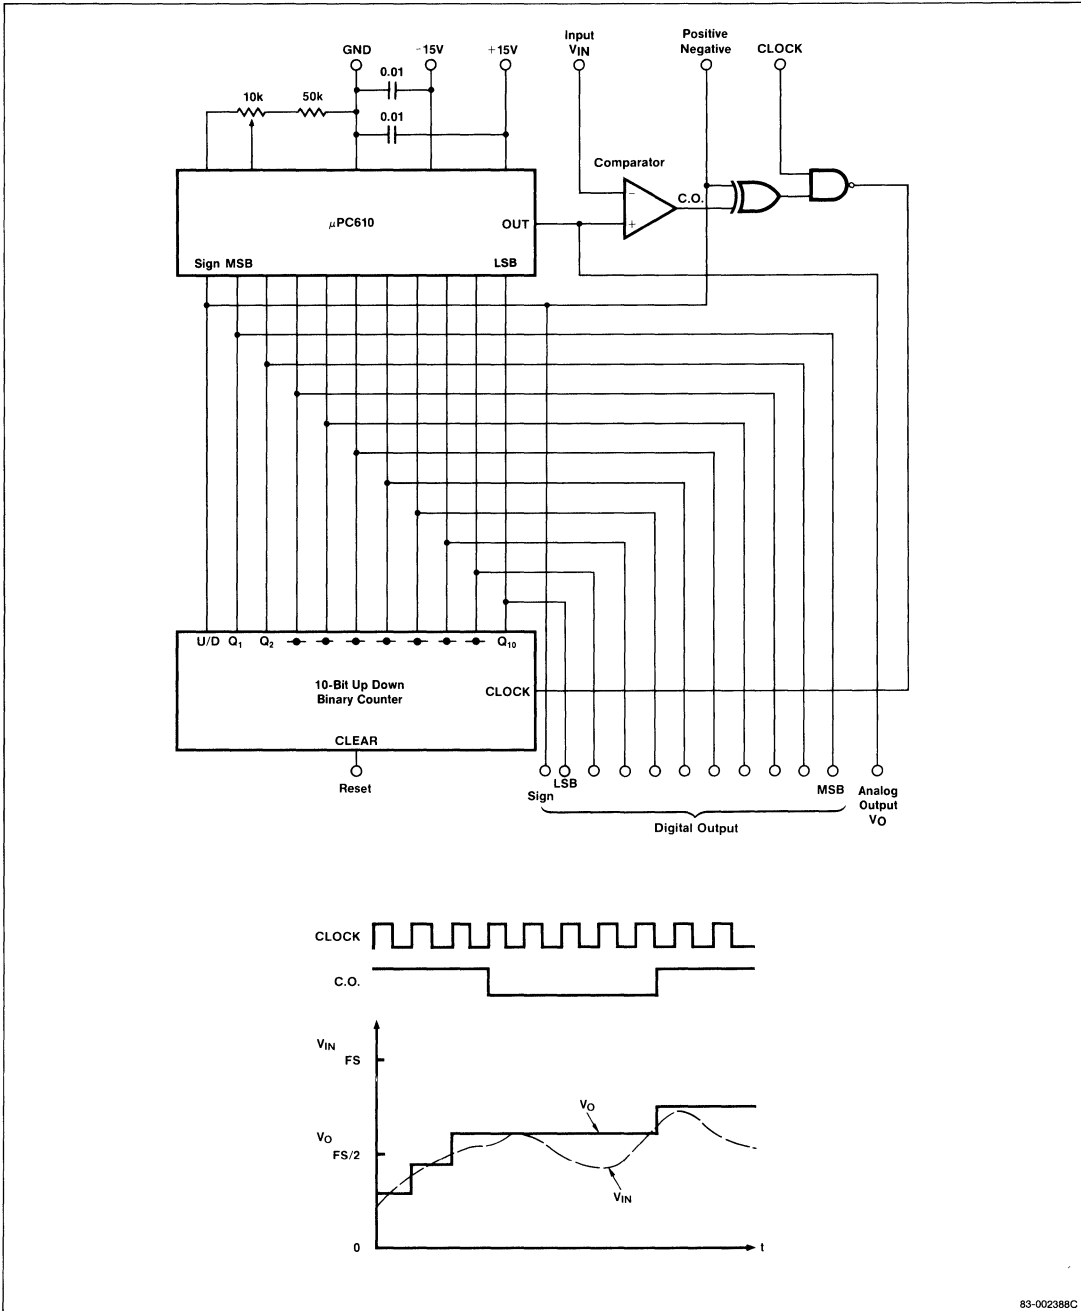 GND
-15V
+15V
Input
VIN
Positive
Negative
CLOCK
0.01
10k
50k
0.01
Comparator
−
+
C.O.
μPC610
OUT
Sign MSB
LSB
U/D Q1 Q2
Q10
10-Bit Up Down
Binary Counter
CLOCK
CLEAR
Reset
Sign
LSB
MSB
Analog
Output
VO
Digital Output
CLOCK
C.O.
VIN
FS
VO
VO
FS/2
VIN
0
t
83-002388C